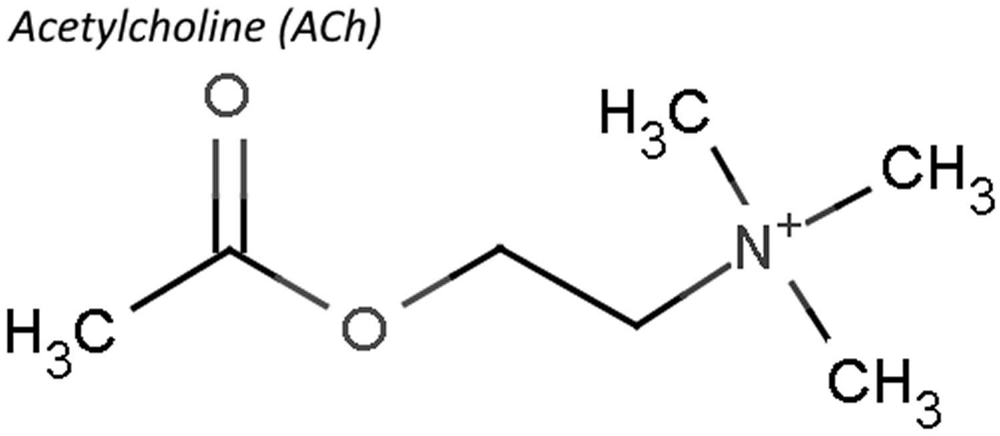 Acetylcholine (ACh)
O
H₃C
CH₃
N⁺
H₃C
O
CH₃